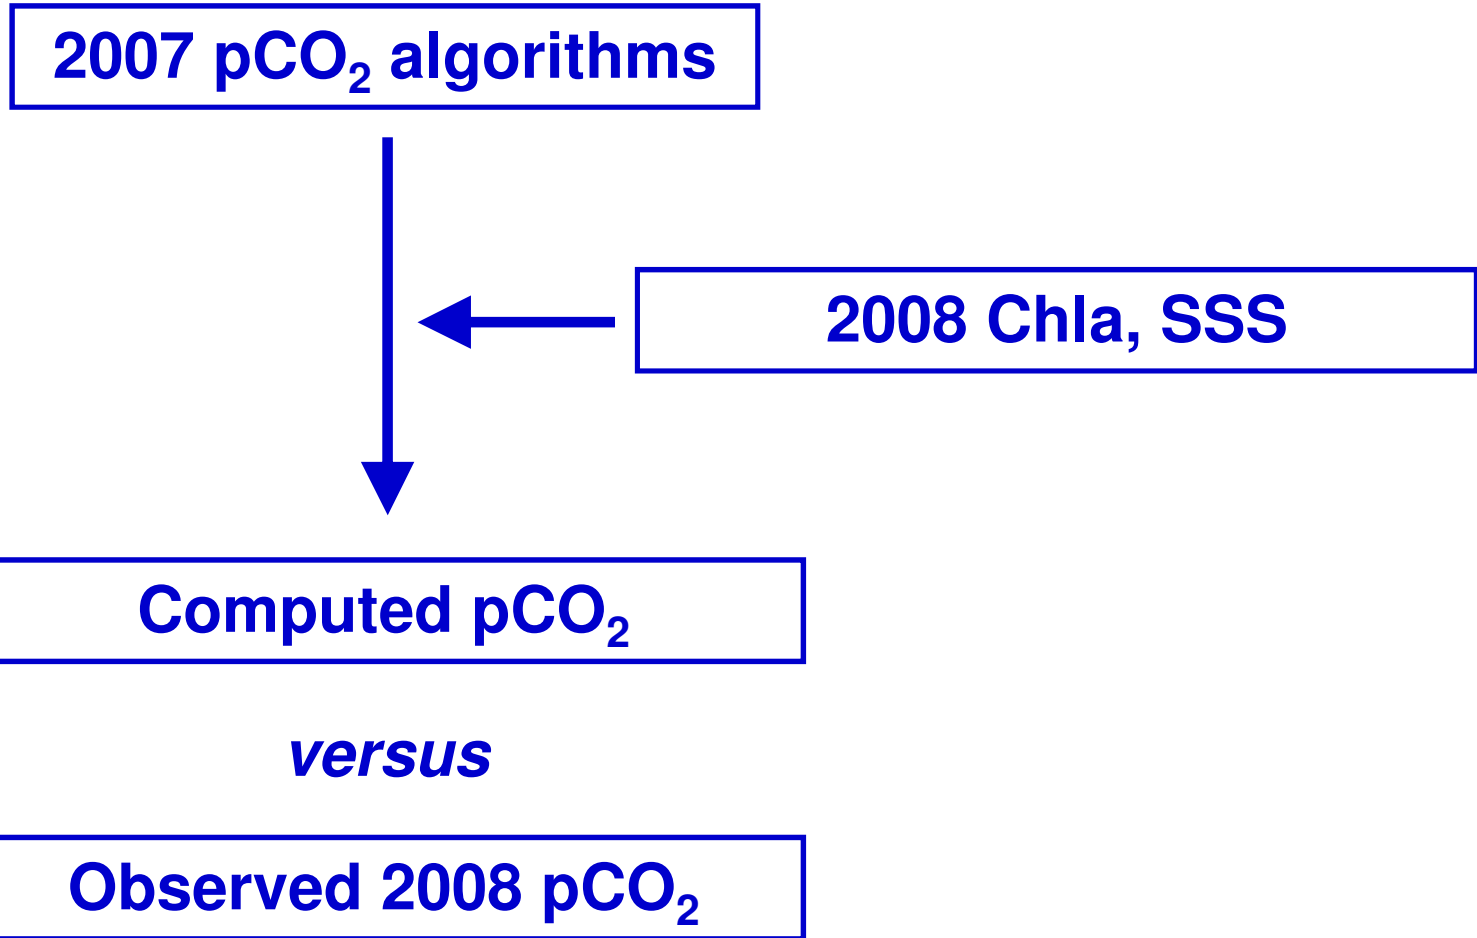 2007 pCO₂ algorithms
2008 Chla, SSS
Computed pCO₂
versus
Observed 2008 pCO₂